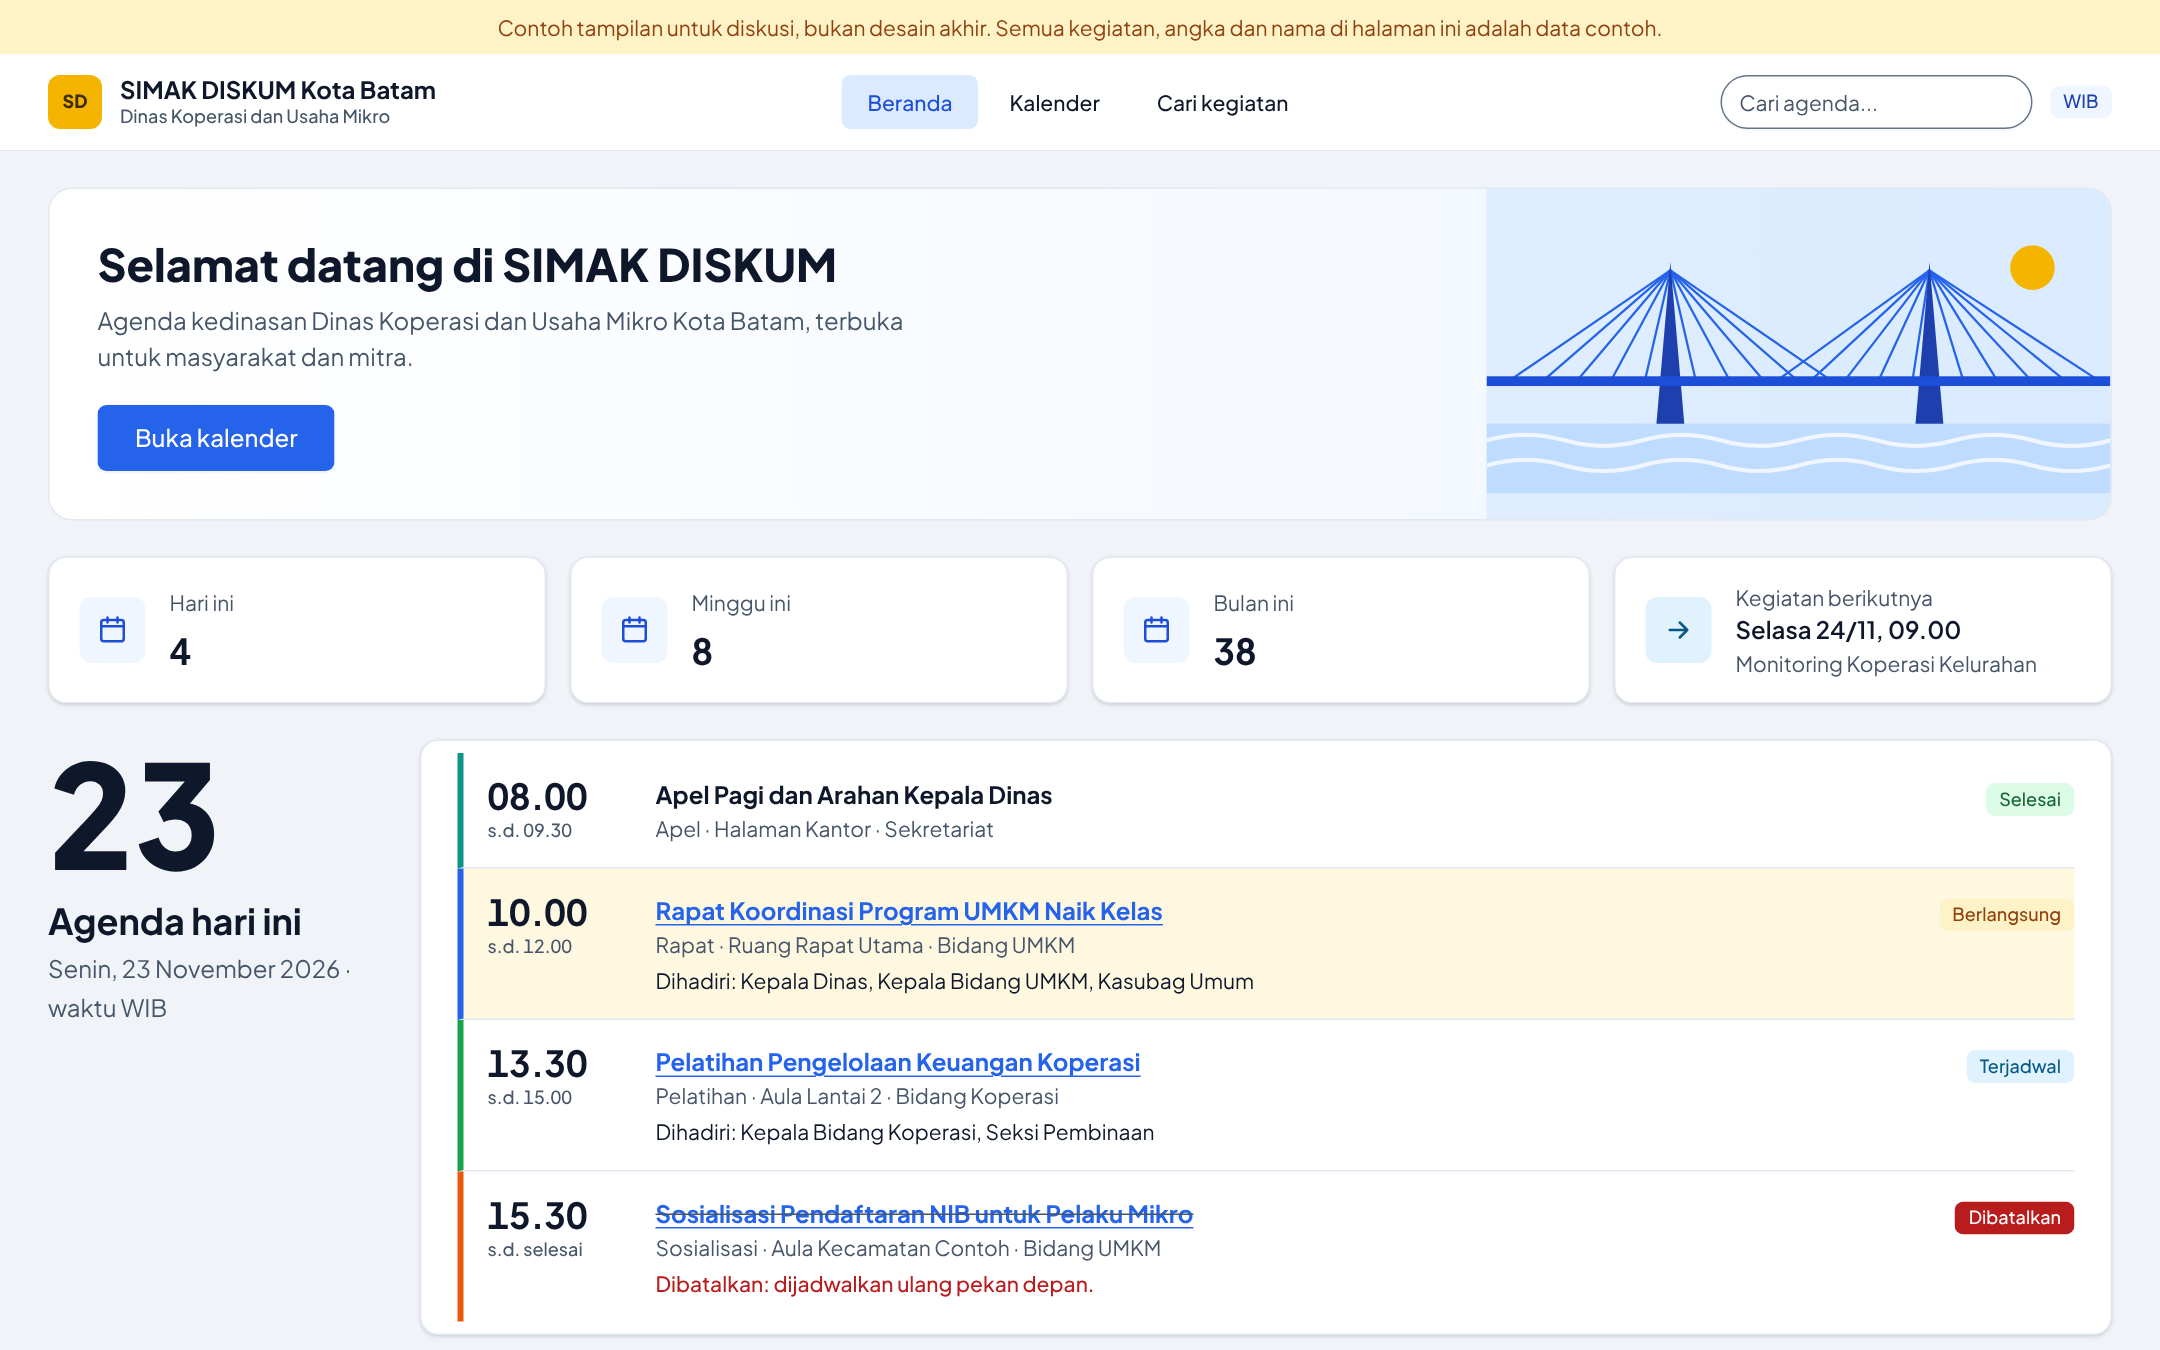 Contoh tampilan untuk diskusi, bukan desain akhir. Semua kegiatan, angka dan nama di halaman ini adalah data contoh.
SD
SIMAK DISKUM Kota Batam
Dinas Koperasi dan Usaha Mikro
Beranda
Kalender
Cari kegiatan
Cari agenda...
WIB
Selamat datang di SIMAK DISKUM
Agenda kedinasan Dinas Koperasi dan Usaha Mikro Kota Batam, terbuka
untuk masyarakat dan mitra.
Buka kalender
Hari ini
4
Minggu ini
8
Bulan ini
38
Kegiatan berikutnya
Selasa 24/11, 09.00
Monitoring Koperasi Kelurahan
23
Agenda hari ini
Senin, 23 November 2026 ·
waktu WIB
08.00
s.d. 09.30
Apel Pagi dan Arahan Kepala Dinas
Apel · Halaman Kantor · Sekretariat
Selesai
10.00
s.d. 12.00
Rapat Koordinasi Program UMKM Naik Kelas
Rapat · Ruang Rapat Utama · Bidang UMKM
Dihadiri: Kepala Dinas, Kepala Bidang UMKM, Kasubag Umum
Berlangsung
13.30
s.d. 15.00
Pelatihan Pengelolaan Keuangan Koperasi
Pelatihan · Aula Lantai 2 · Bidang Koperasi
Dihadiri: Kepala Bidang Koperasi, Seksi Pembinaan
Terjadwal
15.30
s.d. selesai
Sosialisasi Pendaftaran NIB untuk Pelaku Mikro
Sosialisasi · Aula Kecamatan Contoh · Bidang UMKM
Dibatalkan: dijadwalkan ulang pekan depan.
Dibatalkan